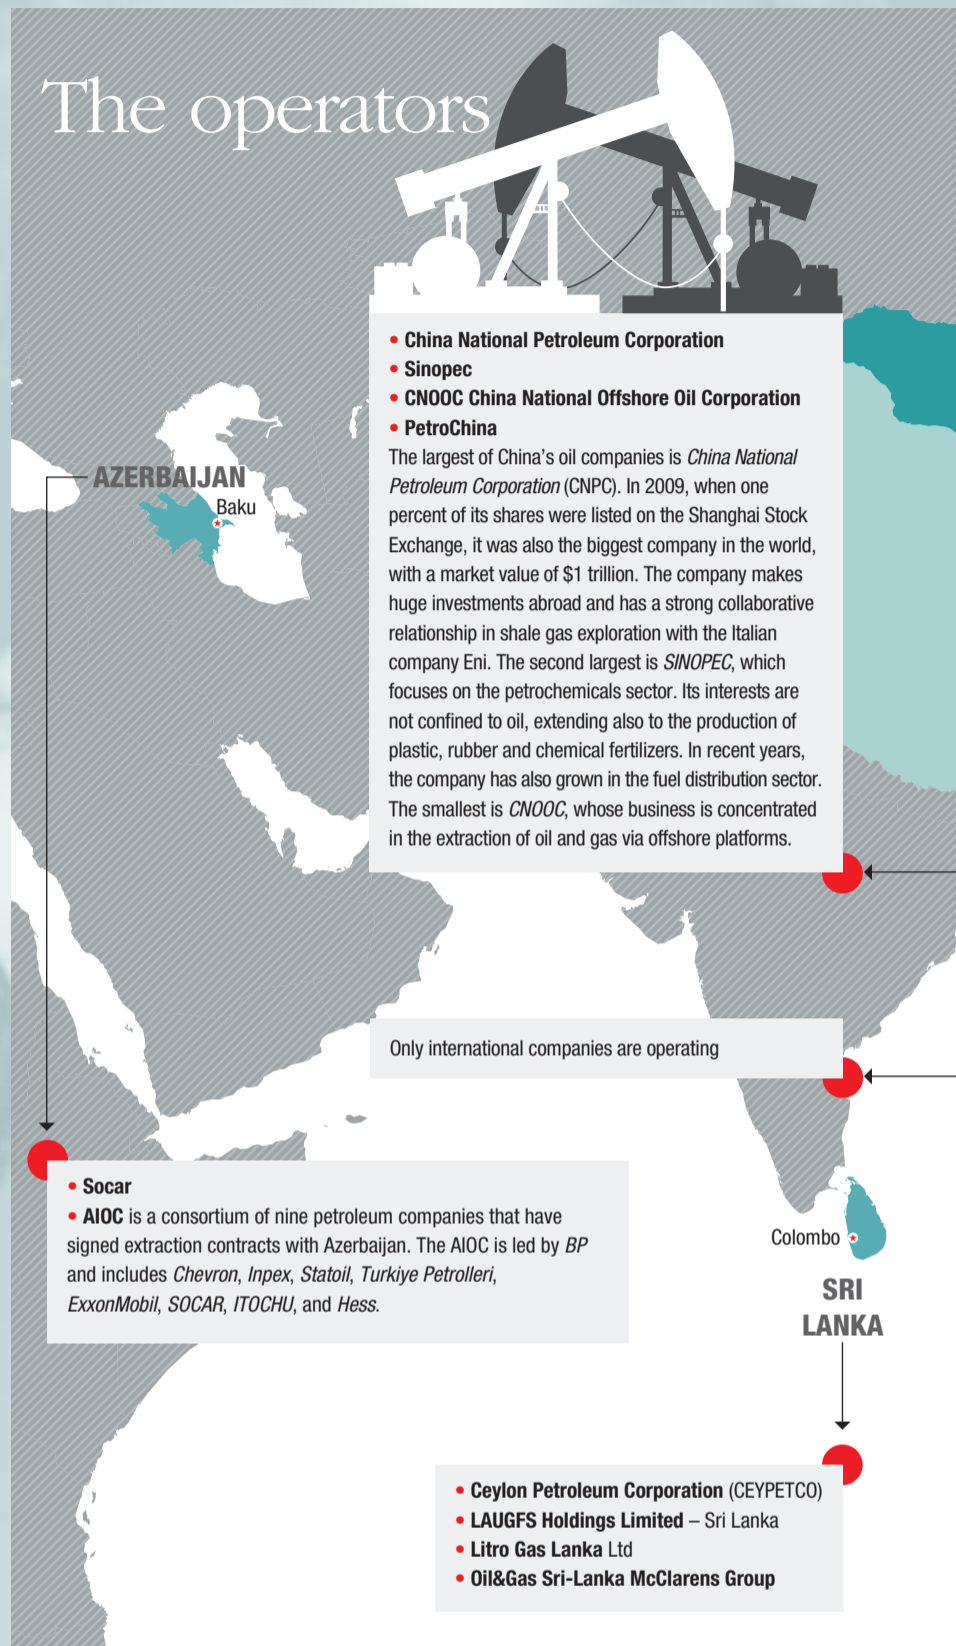 The operators
• China National Petroleum Corporation
• Sinopec
• CNOOC China National Offshore Oil Corporation
• PetroChina
The largest of China's oil companies is China National
Petroleum Corporation (CNPC). In 2009, when one
percent of its shares were listed on the Shanghai Stock
Exchange, it was also the biggest company in the world,
with a market value of $1 trillion. The company makes
huge investments abroad and has a strong collaborative
relationship in shale gas exploration with the Italian
company Eni. The second largest is SINOPEC, which
focuses on the petrochemicals sector. Its interests are
not confined to oil, extending also to the production of
plastic, rubber and chemical fertilizers. In recent years,
the company has also grown in the fuel distribution sector.
The smallest is CNOOC, whose business is concentrated
in the extraction of oil and gas via offshore platforms.
AZERBAIJAN
Baku
Only international companies are operating
• Socar
• AIOC is a consortium of nine petroleum companies that have
signed extraction contracts with Azerbaijan. The AIOC is led by BP
and includes Chevron, Inpex, Statoil, Turkiye Petrolleri,
ExxonMobil, SOCAR, ITOCHU, and Hess.
Colombo
SRI
LANKA
• Ceylon Petroleum Corporation (CEYPETCO)
• LAUGFS Holdings Limited – Sri Lanka
• Litro Gas Lanka Ltd
• Oil&Gas Sri-Lanka McClarens Group